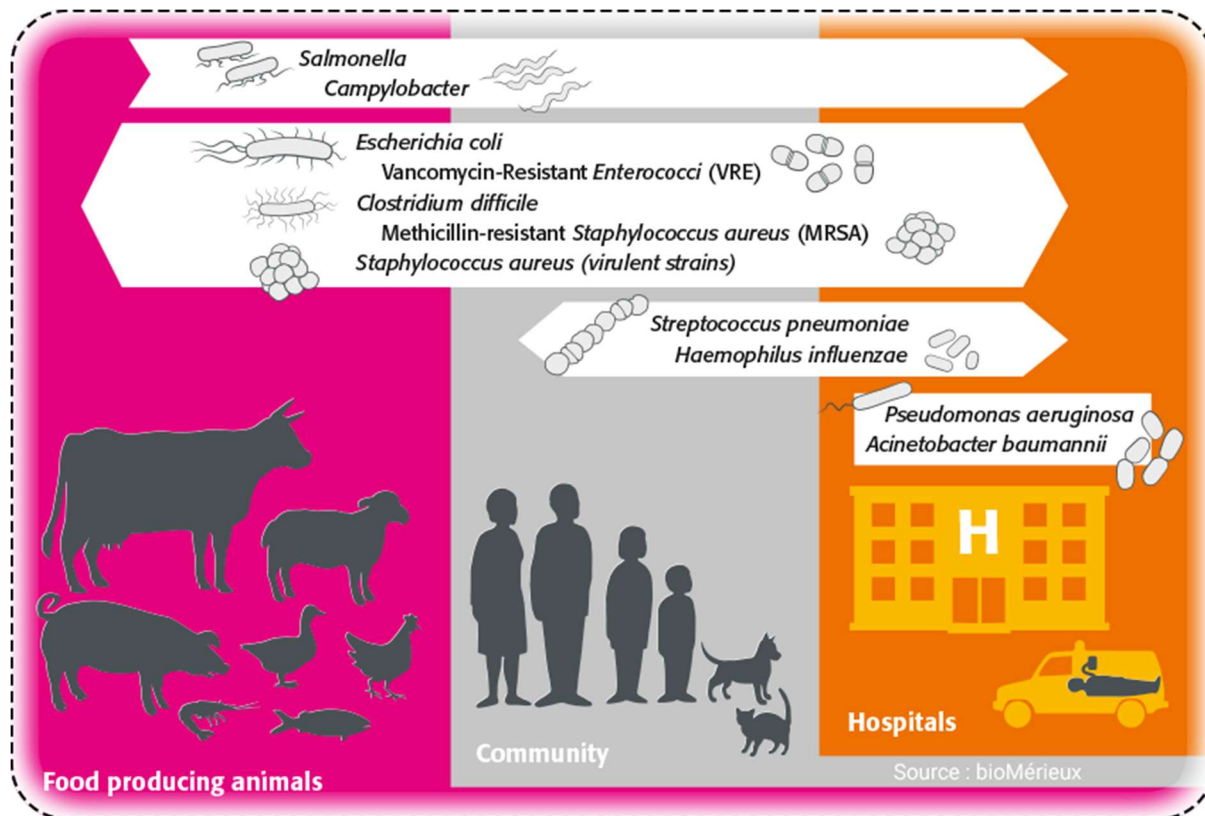 Salmonella
Campylobacter
Escherichia coli
Vancomycin-Resistant Enterococci (VRE)
Clostridium difficile
Methicillin-resistant Staphylococcus aureus (MRSA)
Staphylococcus aureus (virulent strains)
Streptococcus pneumoniae
Haemophilus influenzae
Pseudomonas aeruginosa
Acinetobacter baumannii
H
Hospitals
Community
Food producing animals
Source : bioMérieux